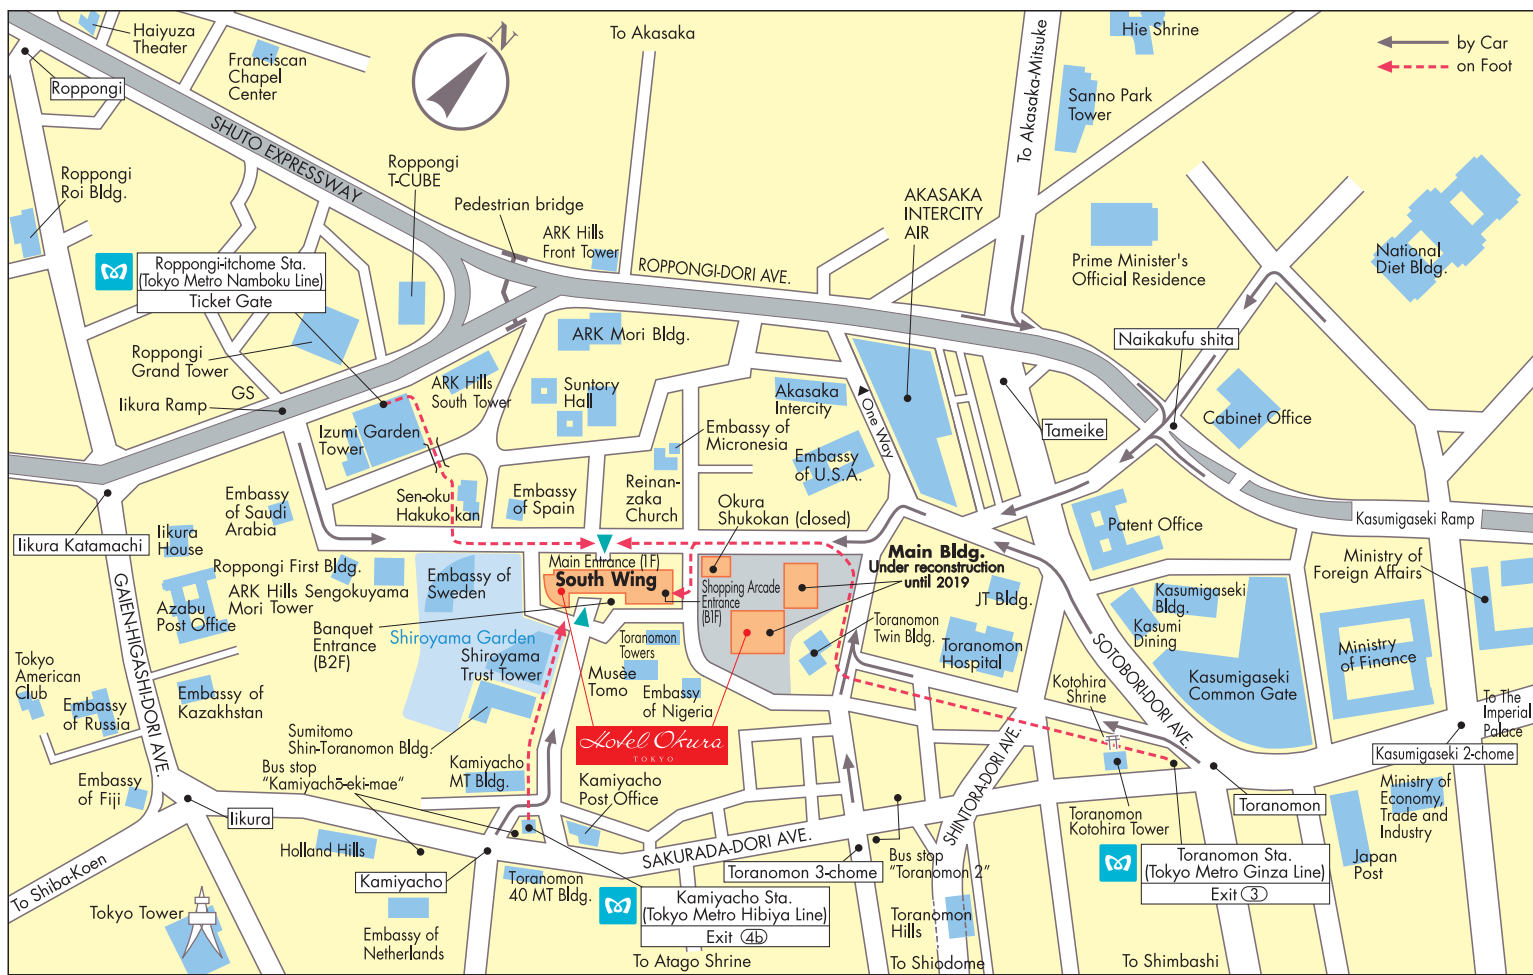 Haiyuza
Theater
Roppongi
Franciscan
Chapel
Center
N
To Akasaka
To Akasaka-Mitsuke
Hie Shrine
by Car
on Foot
Sanno Park
Tower
SHUTO EXPRESSWAY
Roppongi
Roi Bldg.
Roppongi
T-CUBE
Pedestrian bridge
ARK Hills
Front Tower
ROPPONGI-DORI AVE.
AKASAKA
INTERCITY
AIR
Prime Minister's
Official Residence
National
Diet Bldg.
Roppongi-itchome Sta.
(Tokyo Metro Namboku Line)
Ticket Gate
Roppongi
Grand Tower
GS
Iikura Ramp
ARK Mori Bldg.
ARK Hills
South Tower
Suntory
Hall
Akasaka
Intercity
One Way
Tameike
Naikakufu shita
Cabinet Office
Izumi Garden
Tower
Embassy of
Micronesia
Embassy
of U.S.A.
Sen-oku
Hakuko kan
Embassy
of Spain
Reinan-
zaka
Church
Okura
Shukokan (closed)
Patent Office
Kasumigaseki Ramp
Embassy
of Saudi
Arabia
Iikura Katamachi
Iikura
House
Main Entrance (1F)
South Wing
Main Bldg.
Under reconstruction
until 2019
Ministry of
Foreign Affairs
Roppongi First Bldg.
ARK Hills Sengokuyama
Mori Tower
Azabu
Post Office
Embassy of
Sweden
Shopping Arcade
Entrance
(B1F)
JT Bldg.
Kasumigaseki
Bldg.
Kasumi
Dining
Banquet
Entrance
(B2F)
Shiroyama Garden
Shiroyama
Trust Tower
Toranomon
Towers
Toranomon
Twin Bldg.
Toranomon
Hospital
Ministry
of Finance
GAIEN-HIGASHI-DORI AVE.
Tokyo
American
Club
Embassy
of Russia
Embassy of
Kazakhstan
Musèe
Tomo
Embassy
of Nigeria
Kotohira
Shrine
SOTOBORI-DORI AVE.
Kasumigaseki
Common Gate
To The
Imperial
Palace
Kasumigaseki 2-chome
Sumitomo
Shin-Toranomon Bldg.
Hotel Okura
TOKYO
Bus stop
"Kamiyachō-eki-mae"
Kamiyacho
MT Bldg.
Kamiyacho
Post Office
Embassy
of Fiji
Iikura
SHINTORA-DORI AVE.
Toranomon
Ministry of
Economy,
Trade and
Industry
Toranomon
Kotohira Tower
SAKURADA-DORI AVE.
Holland Hills
Kamiyacho
Toranomon
40 MT Bldg.
Toranomon 3-chome
Bus stop
"Toranomon 2"
Toranomon Sta.
(Tokyo Metro Ginza Line)
Exit 3
Japan
Post
To Shiba-Koen
Tokyo Tower
Embassy of
Netherlands
Kamiyacho Sta.
(Tokyo Metro Hibiya Line)
Exit 4b
Toranomon
Hills
To Atago Shrine
To Shiodome
To Shimbashi